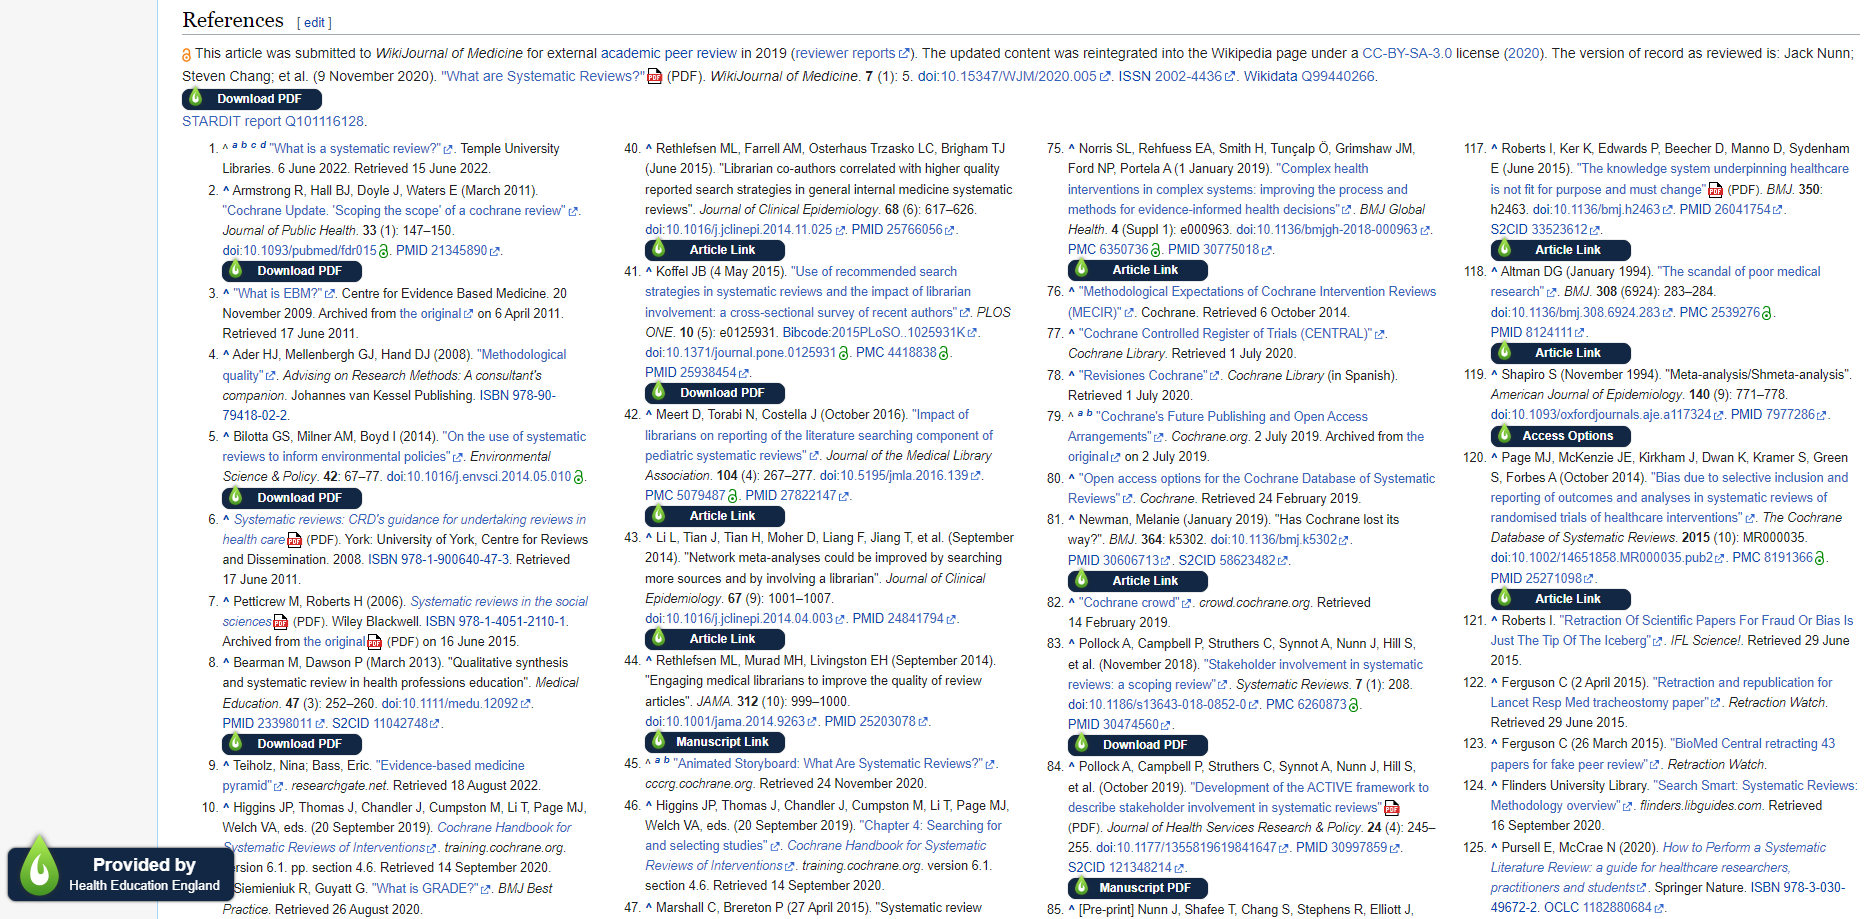 References [ edit ]
This article was submitted to WikiJournal of Medicine for external academic peer review in 2019 (reviewer reports). The updated content was reintegrated into the Wikipedia page under a CC-BY-SA-3.0 license (2020). The version of record as reviewed is: Jack Nunn;
Steven Chang; et al. (9 November 2020). "What are Systematic Reviews?" (PDF). WikiJournal of Medicine. 7 (1): 5. doi:10.15347/WJM/2020.005. ISSN 2002-4436. Wikidata Q99440266.
Download PDF
STARDIT report Q101116128.
1. ^ a b c d "What is a systematic review?". Temple University
Libraries. 6 June 2022. Retrieved 15 June 2022.
2. ^ Armstrong R, Hall BJ, Doyle J, Waters E (March 2011).
"Cochrane Update. 'Scoping the scope' of a cochrane review".
Journal of Public Health. 33 (1): 147–150.
doi:10.1093/pubmed/fdr015. PMID 21345890.
Download PDF
3. ^ "What is EBM?". Centre for Evidence Based Medicine. 20
November 2009. Archived from the original on 6 April 2011.
Retrieved 17 June 2011.
4. ^ Ader HJ, Mellenbergh GJ, Hand DJ (2008). "Methodological
quality". Advising on Research Methods: A consultant's
companion. Johannes van Kessel Publishing. ISBN 978-90-
79418-02-2.
5. ^ Bilotta GS, Milner AM, Boyd I (2014). "On the use of systematic
reviews to inform environmental policies". Environmental
Science & Policy. 42: 67–77. doi:10.1016/j.envsci.2014.05.010.
Download PDF
6. ^ Systematic reviews: CRD's guidance for undertaking reviews in
health care (PDF). York: University of York, Centre for Reviews
and Dissemination. 2008. ISBN 978-1-900640-47-3. Retrieved
17 June 2011.
7. ^ Petticrew M, Roberts H (2006). Systematic reviews in the social
sciences (PDF). Wiley Blackwell. ISBN 978-1-4051-2110-1.
Archived from the original (PDF) on 16 June 2015.
8. ^ Bearman M, Dawson P (March 2013). "Qualitative synthesis
and systematic review in health professions education". Medical
Education. 47 (3): 252–260. doi:10.1111/medu.12092.
PMID 23398011. S2CID 11042748.
Download PDF
9. ^ Teiholz, Nina; Bass, Eric. "Evidence-based medicine
pyramid". researchgate.net. Retrieved 18 August 2022.
10. ^ Higgins JP, Thomas J, Chandler J, Cumpston M, Li T, Page MJ,
Welch VA, eds. (20 September 2019). Cochrane Handbook for
Systematic Reviews of Interventions. training.cochrane.org.
version 6.1. pp. section 4.6. Retrieved 14 September 2020.
Siemieniuk R, Guyatt G. "What is GRADE?". BMJ Best
Practice. Retrieved 26 August 2020.
Provided by
Health Education England
40. ^ Rethlefsen ML, Farrell AM, Osterhaus Trzasko LC, Brigham TJ
(June 2015). "Librarian co-authors correlated with higher quality
reported search strategies in general internal medicine systematic
reviews". Journal of Clinical Epidemiology. 68 (6): 617–626.
doi:10.1016/j.jclinepi.2014.11.025. PMID 25766056.
Article Link
41. ^ Koffel JB (4 May 2015). "Use of recommended search
strategies in systematic reviews and the impact of librarian
involvement: a cross-sectional survey of recent authors". PLOS
ONE. 10 (5): e0125931. Bibcode:2015PLoSO..1025931K.
doi:10.1371/journal.pone.0125931. PMC 4418838.
PMID 25938454.
Download PDF
42. ^ Meert D, Torabi N, Costella J (October 2016). "Impact of
librarians on reporting of the literature searching component of
pediatric systematic reviews". Journal of the Medical Library
Association. 104 (4): 267–277. doi:10.5195/jmla.2016.139.
PMC 5079487. PMID 27822147.
Article Link
43. ^ Li L, Tian J, Tian H, Moher D, Liang F, Jiang T, et al. (September
2014). "Network meta-analyses could be improved by searching
more sources and by involving a librarian". Journal of Clinical
Epidemiology. 67 (9): 1001–1007.
doi:10.1016/j.jclinepi.2014.04.003. PMID 24841794.
Article Link
44. ^ Rethlefsen ML, Murad MH, Livingston EH (September 2014).
"Engaging medical librarians to improve the quality of review
articles". JAMA. 312 (10): 999–1000.
doi:10.1001/jama.2014.9263. PMID 25203078.
Manuscript Link
45. ^ a b "Animated Storyboard: What Are Systematic Reviews?".
cccrg.cochrane.org. Retrieved 24 November 2020.
46. ^ Higgins JP, Thomas J, Chandler J, Cumpston M, Li T, Page MJ,
Welch VA, eds. (20 September 2019). "Chapter 4: Searching for
and selecting studies". Cochrane Handbook for Systematic
Reviews of Interventions. training.cochrane.org. version 6.1.
section 4.6. Retrieved 14 September 2020.
47. ^ Marshall C, Brereton P (27 April 2015). "Systematic review
75. ^ Norris SL, Rehfuess EA, Smith H, Tunçalp Ö, Grimshaw JM,
Ford NP, Portela A (1 January 2019). "Complex health
interventions in complex systems: improving the process and
methods for evidence-informed health decisions". BMJ Global
Health. 4 (Suppl 1): e000963. doi:10.1136/bmjgh-2018-000963.
PMC 6350736. PMID 30775018.
Article Link
76. ^ "Methodological Expectations of Cochrane Intervention Reviews
(MECIR)". Cochrane. Retrieved 6 October 2014.
77. ^ "Cochrane Controlled Register of Trials (CENTRAL)".
Cochrane Library. Retrieved 1 July 2020.
78. ^ "Revisiones Cochrane". Cochrane Library (in Spanish).
Retrieved 1 July 2020.
79. ^ a b "Cochrane's Future Publishing and Open Access
Arrangements". Cochrane.org. 2 July 2019. Archived from the
original on 2 July 2019.
80. ^ "Open access options for the Cochrane Database of Systematic
Reviews". Cochrane. Retrieved 24 February 2019.
81. ^ Newman, Melanie (January 2019). "Has Cochrane lost its
way?". BMJ. 364: k5302. doi:10.1136/bmj.k5302.
PMID 30606713. S2CID 58623482.
Article Link
82. ^ "Cochrane crowd". crowd.cochrane.org. Retrieved
14 February 2019.
83. ^ Pollock A, Campbell P, Struthers C, Synnot A, Nunn J, Hill S,
et al. (November 2018). "Stakeholder involvement in systematic
reviews: a scoping review". Systematic Reviews. 7 (1): 208.
doi:10.1186/s13643-018-0852-0. PMC 6260873.
PMID 30474560.
Download PDF
84. ^ Pollock A, Campbell P, Struthers C, Synnot A, Nunn J, Hill S,
et al. (October 2019). "Development of the ACTIVE framework to
describe stakeholder involvement in systematic reviews"
(PDF). Journal of Health Services Research & Policy. 24 (4): 245–
255. doi:10.1177/1355819619841647. PMID 30997859.
S2CID 121348214.
Manuscript PDF
85. ^ [Pre-print] Nunn J, Shafee T, Chang S, Stephens R, Elliott J,
117. ^ Roberts I, Ker K, Edwards P, Beecher D, Manno D, Sydenham
E (June 2015). "The knowledge system underpinning healthcare
is not fit for purpose and must change" (PDF). BMJ. 350:
h2463. doi:10.1136/bmj.h2463. PMID 26041754.
S2CID 33523612.
118. ^ Altman DG (January 1994). "The scandal of poor medical
research". BMJ. 308 (6924): 283–284.
doi:10.1136/bmj.308.6924.283. PMC 2539276.
PMID 8124111.
Article Link
119. ^ Shapiro S (November 1994). "Meta-analysis/Shmeta-analysis".
American Journal of Epidemiology. 140 (9): 771–778.
doi:10.1093/oxfordjournals.aje.a117324. PMID 7977286.
Access Options
120. ^ Page MJ, McKenzie JE, Kirkham J, Dwan K, Kramer S, Green
S, Forbes A (October 2014). "Bias due to selective inclusion and
reporting of outcomes and analyses in systematic reviews of
randomised trials of healthcare interventions". The Cochrane
Database of Systematic Reviews. 2015 (10): MR000035.
doi:10.1002/14651858.MR000035.pub2. PMC 8191366.
PMID 25271098.
Article Link
121. ^ Roberts I. "Retraction Of Scientific Papers For Fraud Or Bias Is
Just The Tip Of The Iceberg". IFL Science!. Retrieved 29 June
2015.
122. ^ Ferguson C (2 April 2015). "Retraction and republication for
Lancet Resp Med tracheostomy paper". Retraction Watch.
Retrieved 29 June 2015.
123. ^ Ferguson C (26 March 2015). "BioMed Central retracting 43
papers for fake peer review". Retraction Watch.
124. ^ Flinders University Library. "Search Smart: Systematic Reviews:
Methodology overview". flinders.libguides.com. Retrieved
16 September 2020.
125. ^ Pursell E, McCrae N (2020). How to Perform a Systematic
Literature Review: a guide for healthcare researchers,
practitioners and students. Springer Nature. ISBN 978-3-030-
49672-2. OCLC 1182880684.